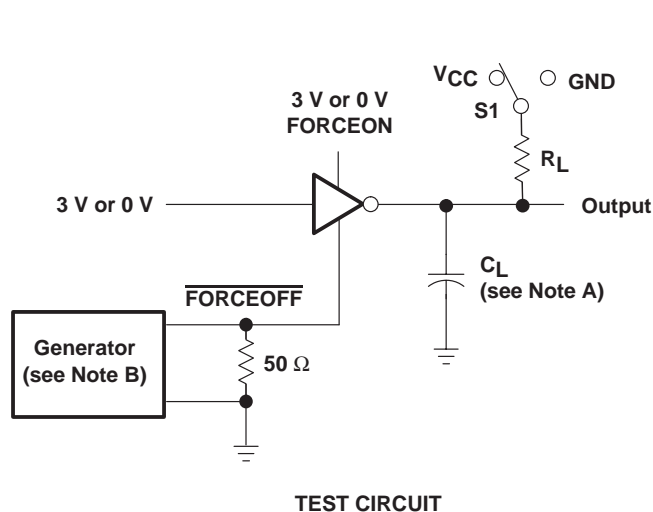 VCC
GND
S1
3 V or 0 V
FORCEON
RL
3 V or 0 V
Output
CL
(see Note A)
FORCEOFF
Generator
(see Note B)
50 Ω
TEST CIRCUIT